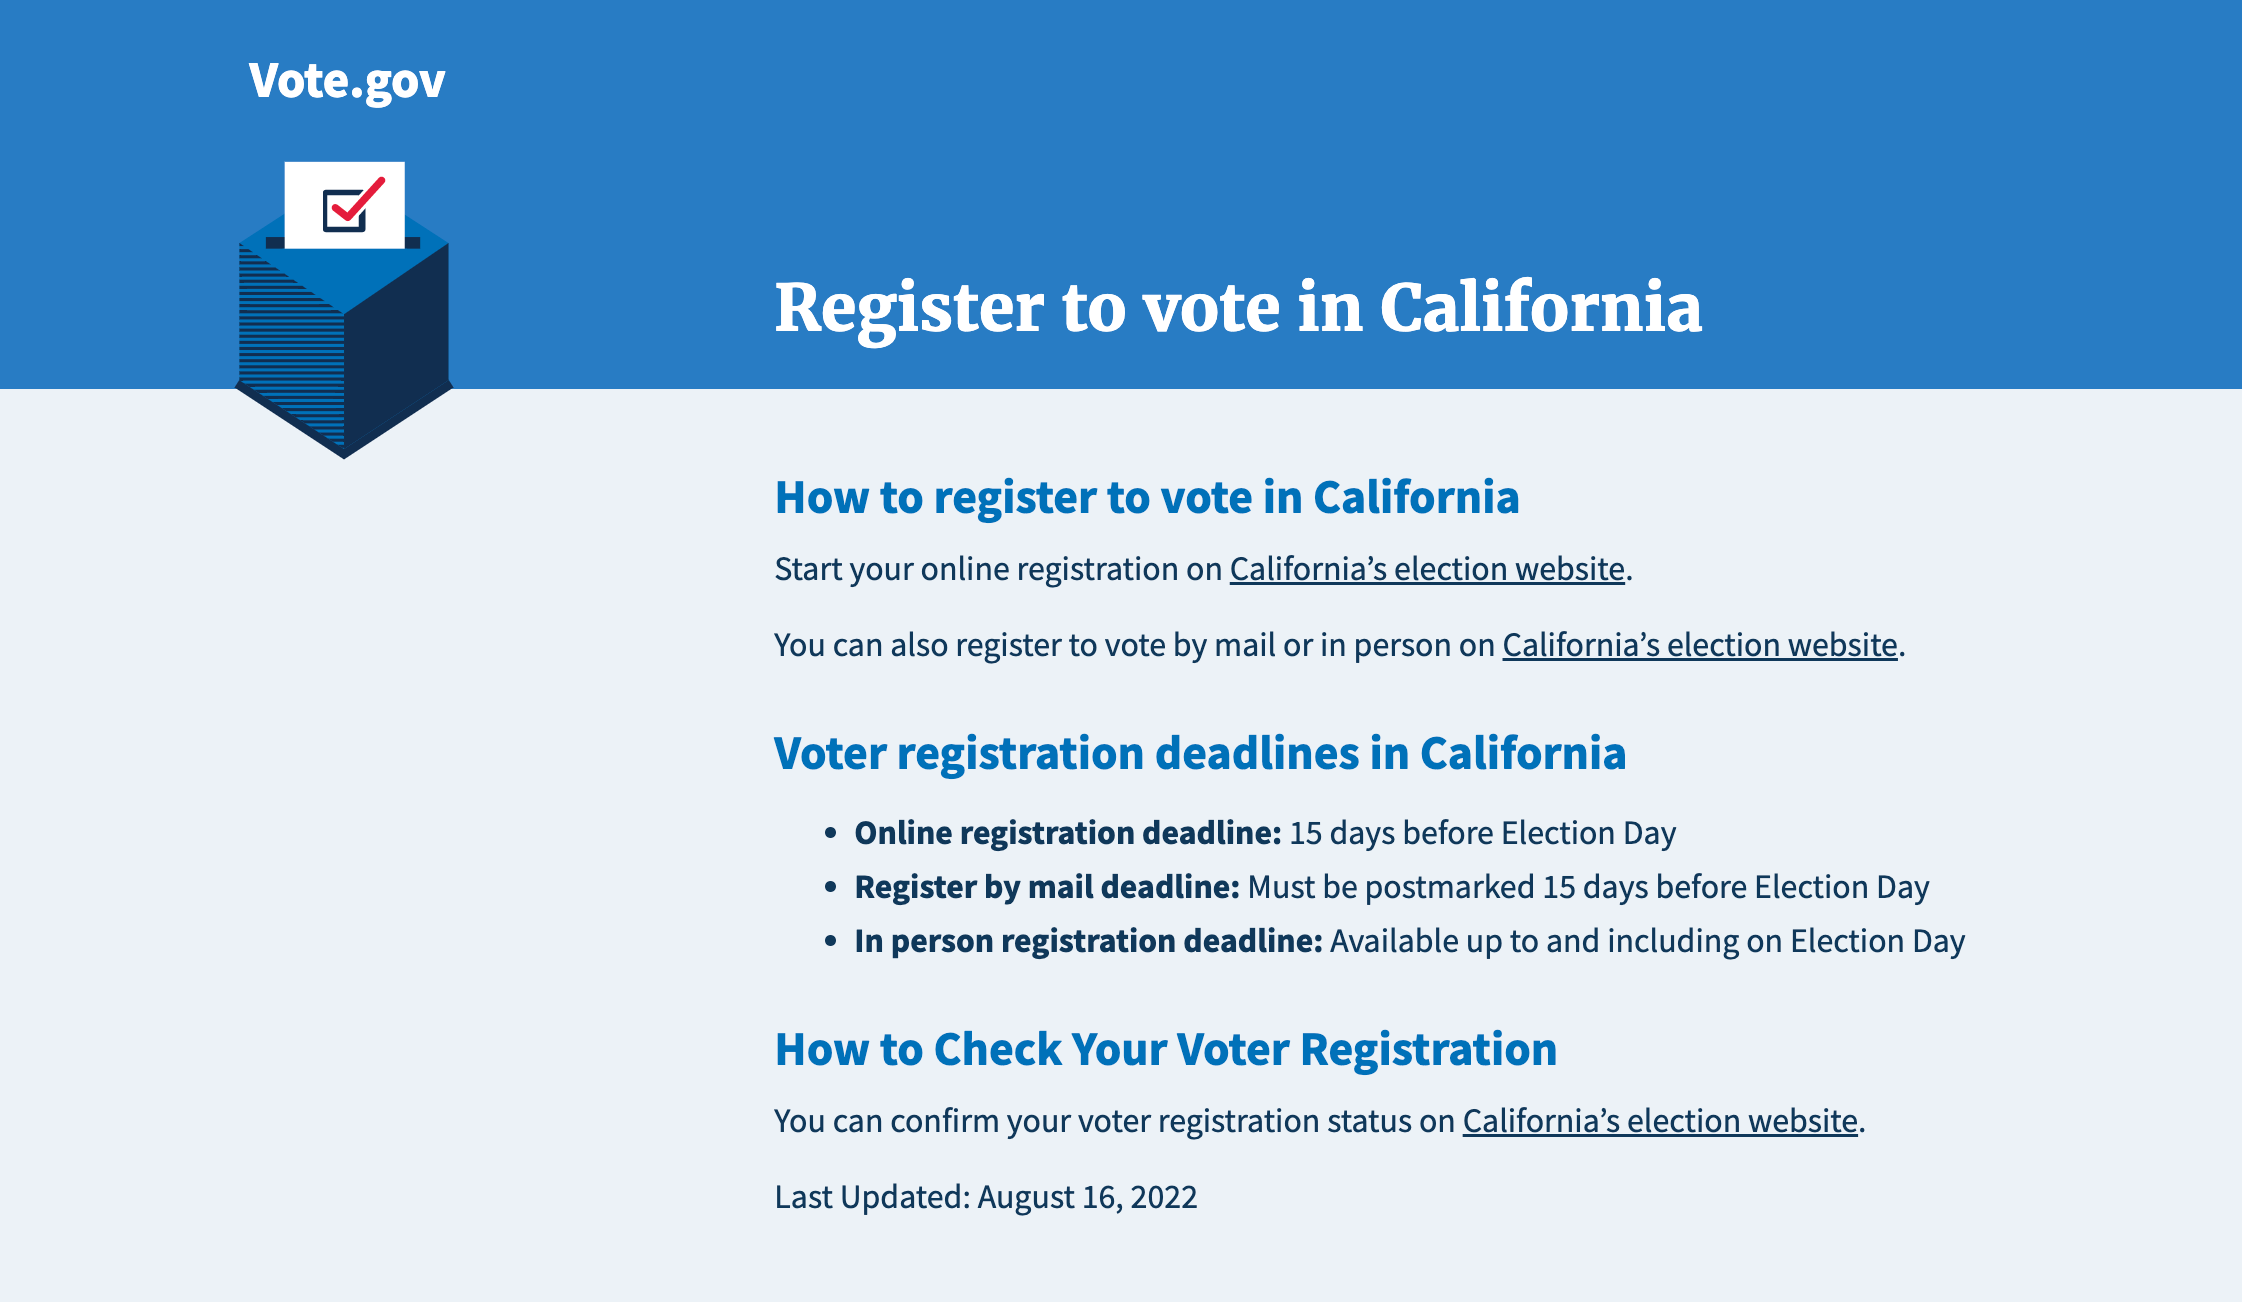 Vote.gov
Register to vote in California
How to register to vote in California
Start your online registration on California’s election website.
You can also register to vote by mail or in person on California’s election website.
Voter registration deadlines in California
• Online registration deadline: 15 days before Election Day
• Register by mail deadline: Must be postmarked 15 days before Election Day
• In person registration deadline: Available up to and including on Election Day
How to Check Your Voter Registration
You can confirm your voter registration status on California’s election website.
Last Updated: August 16, 2022